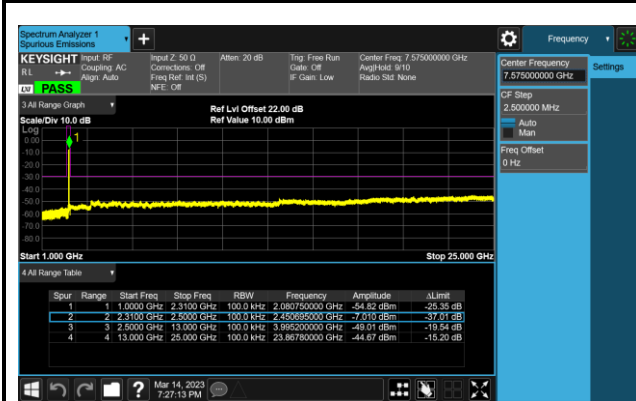 Spectrum Analyzer 1
Spurious Emissions
Frequency
Settings
KEYSIGHT
R L
LXI
PASS
Input: RF
Coupling: AC
Align: Auto
Input Z: 50 Ω
Corrections: Off
Freq Ref: Int (S)
NFE: Off
Atten: 20 dB
Trig: Free Run
Gate: Off
IF Gain: Low
Center Freq: 7.575000000 GHz
Avg|Hold: 9/10
Radio Std: None
Center Frequency
7.575000000 GHz
CF Step
2.500000 MHz
Auto
Man
Freq Offset
0 Hz
3 All Range Graph
Scale/Div 10.0 dB
Ref Lvl Offset 22.00 dB
Ref Value 10.00 dBm
Log
0.00
-10.0
-20.0
-30.0
-40.0
-50.0
-60.0
-70.0
-80.0
1
Start 1.000 GHz
Stop 25.000 GHz
4 All Range Table
Spur Range Start Freq Stop Freq RBW Frequency Amplitude ΔLimit
1 1 1.0000 GHz 2.3100 GHz 100.0 kHz 2.080750000 GHz -54.82 dBm -25.35 dB
2 2 2.3100 GHz 2.5000 GHz 100.0 kHz 2.450695000 GHz -7.010 dBm -37.01 dB
3 3 2.5000 GHz 13.000 GHz 100.0 kHz 3.995200000 GHz -49.01 dBm -19.54 dB
4 4 13.000 GHz 25.000 GHz 100.0 kHz 23.86780000 GHz -44.67 dBm -15.20 dB
Mar 14, 2023
7:27:13 PM